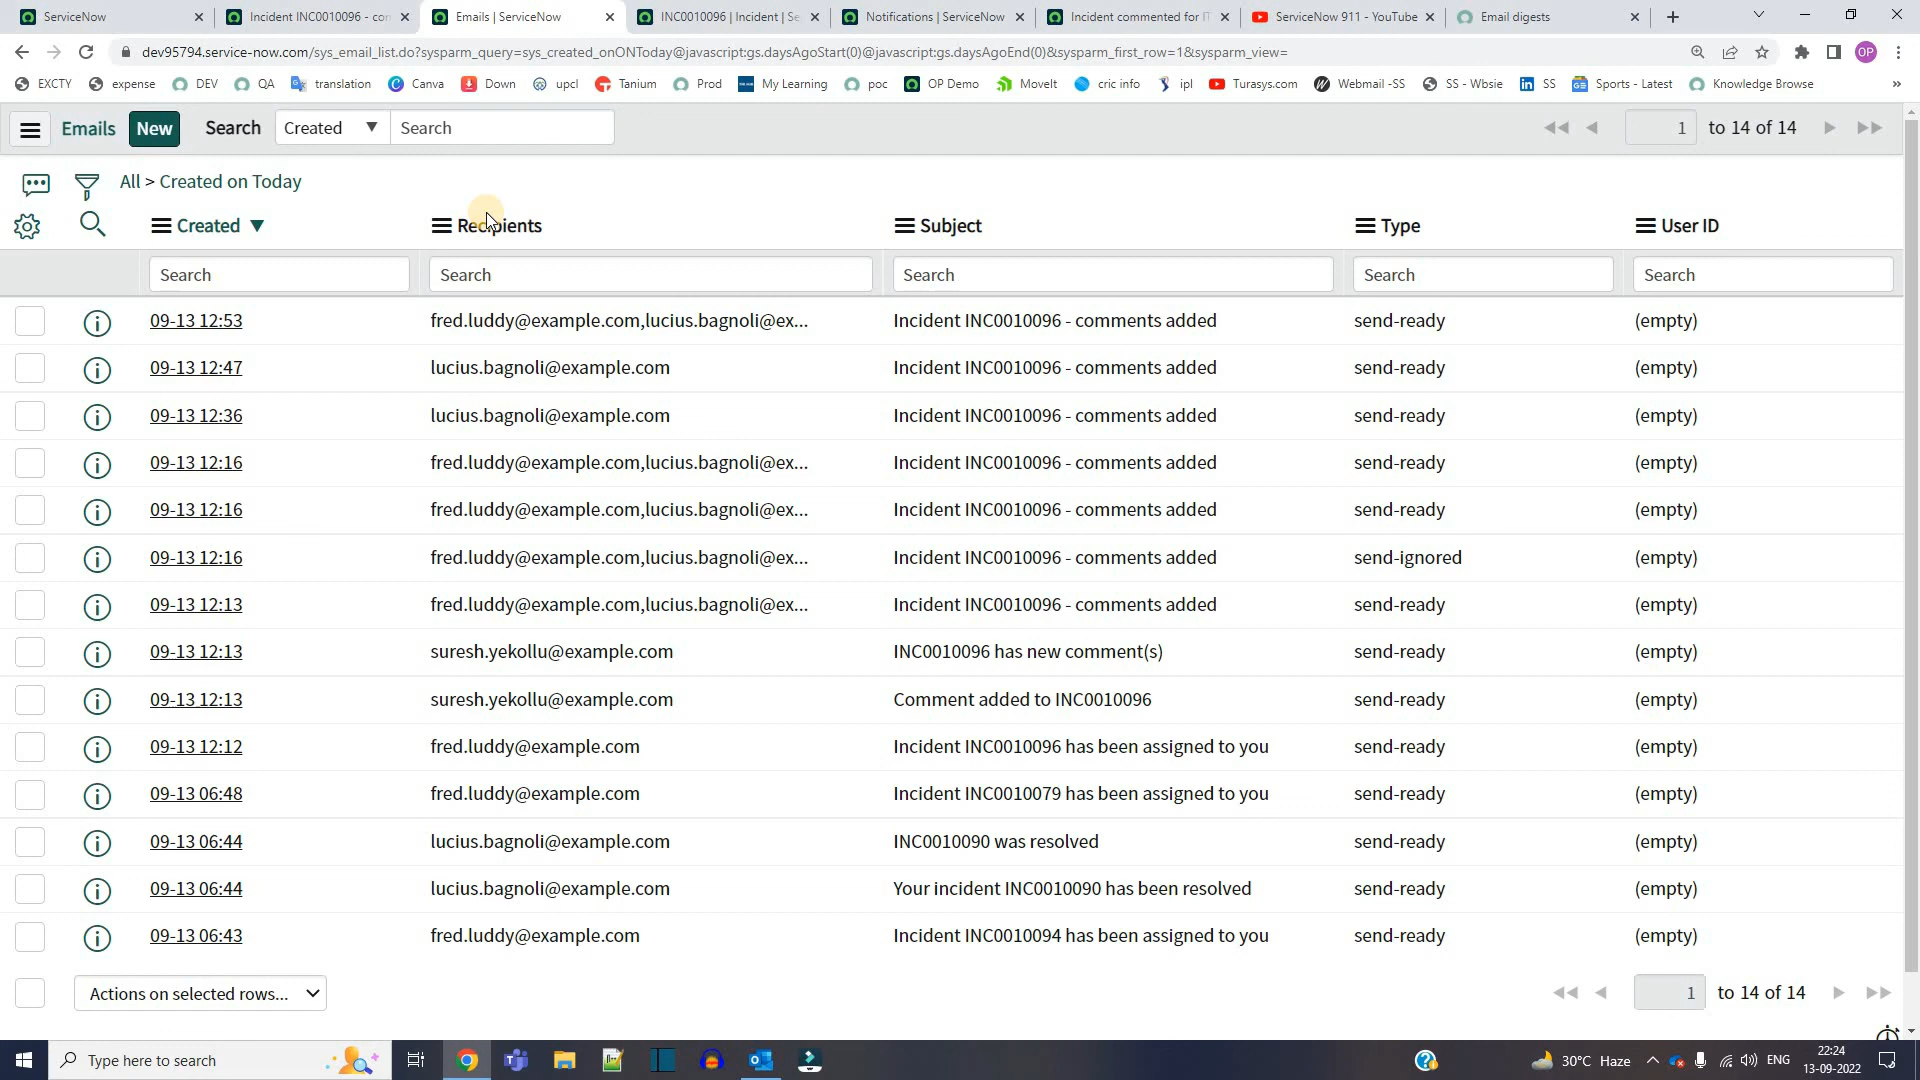 ServiceNow
Incident INC0010096 - con
Emails | ServiceNow
INC0010096 | Incident | Se
Notifications | ServiceNow
Incident commented for IT
ServiceNow 911 - YouTube
Email digests
dev95794.service-now.com/sys_email_list.do?sysparm_query=sys_created_onONToday@javascript:gs.daysAgoStart(0)@javascript:gs.daysAgoEnd(0)&sysparm_first_row=1&sysparm_view=
OP
EXCTY expense DEV QA translation Canva Down upcl Tanium Prod My Learning poc OP Demo MoveIt cric info ipl Turasys.com Webmail -SS SS - Wbsie SS Sports - Latest Knowledge Browse »
Emails New Search Created Search 1 to 14 of 14
All > Created on Today
Created Recipients Subject Type User ID
Search Search Search Search Search
09-13 12:53 fred.luddy@example.com,lucius.bagnoli@ex... Incident INC0010096 - comments added send-ready (empty)
09-13 12:47 lucius.bagnoli@example.com Incident INC0010096 - comments added send-ready (empty)
09-13 12:36 lucius.bagnoli@example.com Incident INC0010096 - comments added send-ready (empty)
09-13 12:16 fred.luddy@example.com,lucius.bagnoli@ex... Incident INC0010096 - comments added send-ready (empty)
09-13 12:16 fred.luddy@example.com,lucius.bagnoli@ex... Incident INC0010096 - comments added send-ready (empty)
09-13 12:16 fred.luddy@example.com,lucius.bagnoli@ex... Incident INC0010096 - comments added send-ignored (empty)
09-13 12:13 fred.luddy@example.com,lucius.bagnoli@ex... Incident INC0010096 - comments added send-ready (empty)
09-13 12:13 suresh.yekollu@example.com INC0010096 has new comment(s) send-ready (empty)
09-13 12:13 suresh.yekollu@example.com Comment added to INC0010096 send-ready (empty)
09-13 12:12 fred.luddy@example.com Incident INC0010096 has been assigned to you send-ready (empty)
09-13 06:48 fred.luddy@example.com Incident INC0010079 has been assigned to you send-ready (empty)
09-13 06:44 lucius.bagnoli@example.com INC0010090 was resolved send-ready (empty)
09-13 06:44 lucius.bagnoli@example.com Your incident INC0010090 has been resolved send-ready (empty)
09-13 06:43 fred.luddy@example.com Incident INC0010094 has been assigned to you send-ready (empty)
Actions on selected rows... 1 to 14 of 14
Type here to search 30°C Haze ENG 22:24
13-09-2022